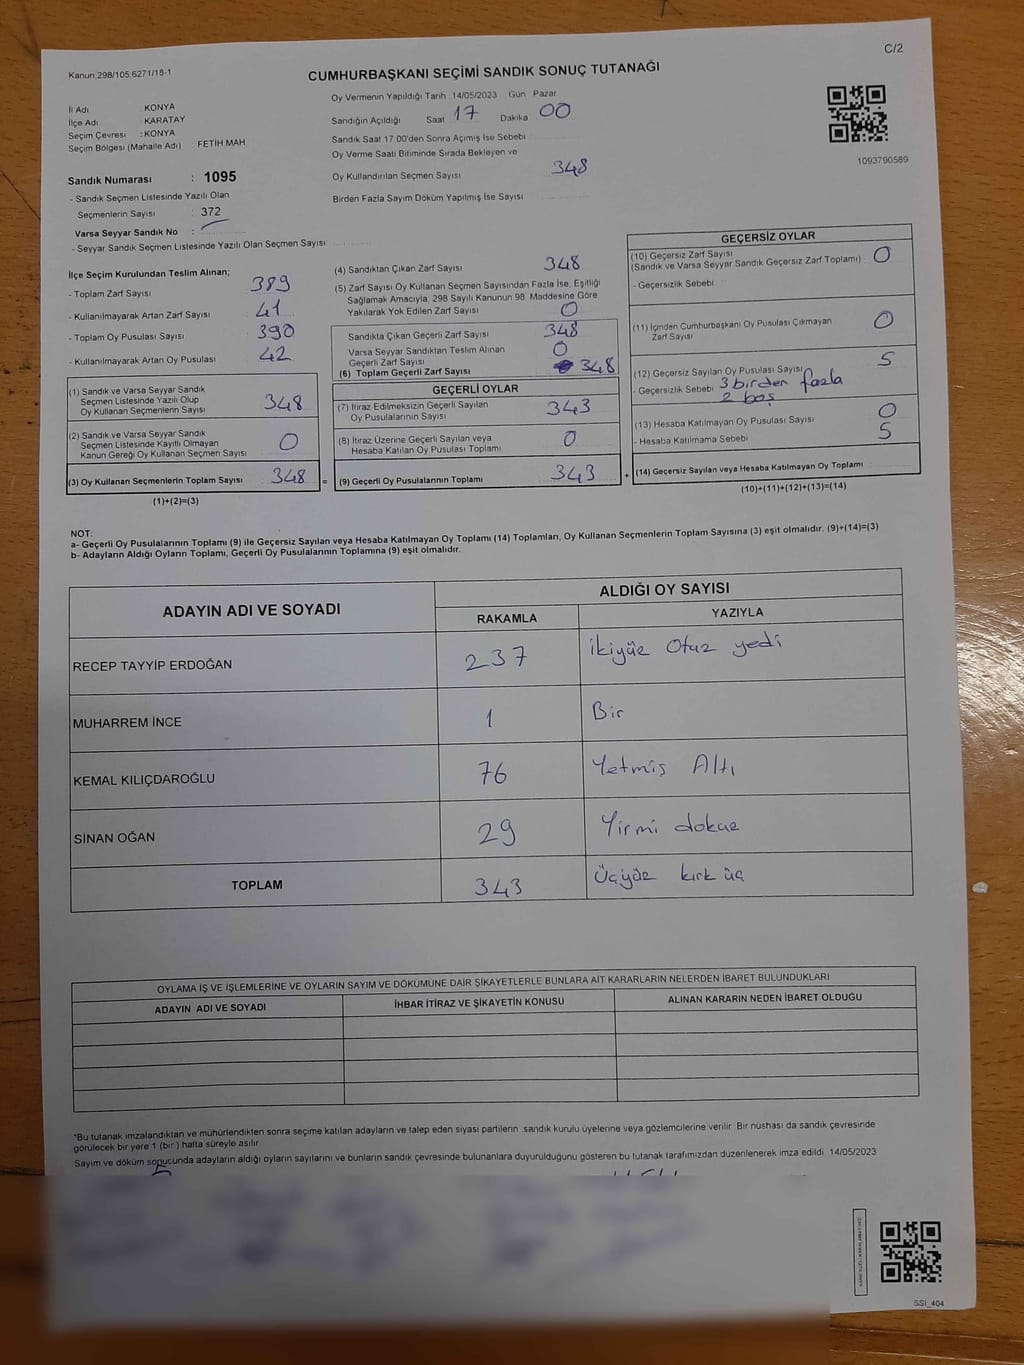 C/2
Kanun,298/105;6271/18-1
CUMHURBAŞKANI SEÇİMİ SANDIK SONUÇ TUTANAĞI
İl Adı : KONYA
İlçe Adı : KARATAY
Seçim Çevresi : KONYA
Seçim Bölgesi (Mahalle Adı) FETİH MAH.
Sandık Numarası : 1095
- Sandık Seçmen Listesinde Yazılı Olan
Seçmenlerin Sayısı : 372
Varsa Seyyar Sandık No :
- Seyyar Sandık Seçmen Listesinde Yazılı Olan Seçmen Sayısı
Oy Vermenin Yapıldığı Tarih 14/05/2023 Gün Pazar
Sandığın Açıldığı Saat 17 Dakika 00
Sandık Saat 17:00'den Sonra Açımış İse Sebebi
Oy Verme Saati Bitiminde Sırada Bekleyen ve
Oy Kullandırılan Seçmen Sayısı 348
Birden Fazla Sayım Döküm Yapılmış İse Sayısı
1093790589
İlçe Seçim Kurulundan Teslim Alınan;
- Toplam Zarf Sayısı 389
- Kullanılmayarak Artan Zarf Sayısı 41
- Toplam Oy Pusulası Sayısı 390
- Kullanılmayarak Artan Oy Pusulası 42
(1) Sandık ve Varsa Seyyar Sandık
Seçmen Listesinde Yazılı Olup
Oy Kullanan Seçmenlerin Sayısı 348
(2) Sandık ve Varsa Seyyar Sandık
Seçmen Listesinde Kayıtlı Olmayan
Kanun Gereği Oy Kullanan Seçmen Sayısı 0
(3) Oy Kullanan Seçmenlerin Toplam Sayısı 348 =
(1)+(2)=(3)
(4) Sandıktan Çıkan Zarf Sayısı 348
(5) Zarf Sayısı Oy Kullanan Seçmen Sayısından Fazla İse, Eşitliği
Sağlamak Amacıyla, 298 Sayılı Kanunun 98. Maddesine Göre
Yakılarak Yok Edilen Zarf Sayısı 0
Sandıkta Çıkan Geçerli Zarf Sayısı 348
Varsa Seyyar Sandıktan Teslim Alınan
Geçerli Zarf Sayısı 0
(6) Toplam Geçerli Zarf Sayısı 348
GEÇERLİ OYLAR
(7) İtiraz Edilmeksizin Geçerli Sayılan
Oy Pusulalarının Sayısı 343
(8) İtiraz Üzerine Geçerli Sayılan veya
Hesaba Katılan Oy Pusulası Toplamı 0
(9) Geçerli Oy Pusulalarının Toplamı 343 +
GEÇERSİZ OYLAR
(10) Geçersiz Zarf Sayısı
(Sandık ve Varsa Seyyar Sandık Geçersiz Zarf Toplamı) 0
- Geçersizlik Sebebi
(11) İçinden Cumhurbaşkanı Oy Pusulası Çıkmayan
Zarf Sayısı 0
(12) Geçersiz Sayılan Oy Pusulası Sayısı 5
- Geçersizlik Sebebi 3 birden fazla
2 boş
(13) Hesaba Katılmayan Oy Pusulası Sayısı 0
- Hesaba Katılmama Sebebi 5
(14) Geçersiz Sayılan veya Hesaba Katılmayan Oy Toplamı
(10)+(11)+(12)+(13)=(14)
NOT:
a- Geçerli Oy Pusulalarının Toplamı (9) ile Geçersiz Sayılan veya Hesaba Katılmayan Oy Toplamı (14) Toplamları, Oy Kullanan Seçmenlerin Toplam Sayısına (3) eşit olmalıdır. (9)+(14)=(3)
b- Adayların Aldığı Oyların Toplamı, Geçerli Oy Pusulalarının Toplamına (9) eşit olmalıdır.
ADAYIN ADI VE SOYADI
ALDIĞI OY SAYISI
RAKAMLA YAZIYLA
RECEP TAYYİP ERDOĞAN 237 İkiyüz Otuz yedi
MUHARREM İNCE 1 Bir
KEMAL KILIÇDAROĞLU 76 Yetmiş Altı
SİNAN OĞAN 29 Yirmi dokuz
TOPLAM 343 Üçyüz kırk üç
OYLAMA İŞ VE İŞLEMLERİNE VE OYLARIN SAYIM VE DÖKÜMÜNE DAİR ŞİKAYETLERLE BUNLARA AİT KARARLARIN NELERDEN İBARET BULUNDUKLARI
ADAYIN ADI VE SOYADI İHBAR İTİRAZ VE ŞİKAYETİN KONUSU ALINAN KARARIN NEDEN İBARET OLDUĞU
*Bu tutanak imzalandıktan ve mühürlendikten sonra seçime katılan adayların ve talep eden siyasi partilerin sandık kurulu üyelerine veya gözlemcilerine verilir. Bir nüshası da sandık çevresinde
görülecek bir yere 1 (bir) hafta süreyle asılır.
Sayım ve döküm sonucunda adayların aldığı oyların sayılarını ve bunların sandık çevresinde bulunanlara duyurulduğunu gösteren bu tutanak tarafımızdan düzenlenerek imza edildi. 14/05/2023
SSİ_404